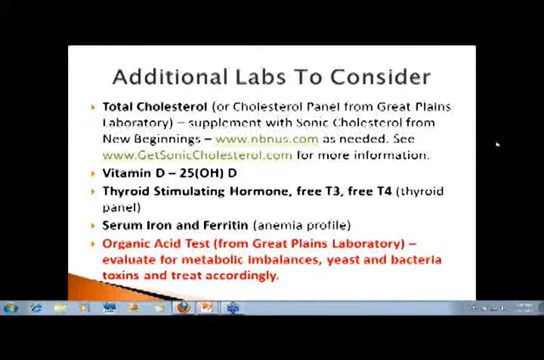 Additional Labs To Consider
Total Cholesterol (or Cholesterol Panel from Great Plains
Laboratory) – supplement with Sonic Cholesterol from
New Beginnings – www.nbnus.com as needed. See
www.GetSonicCholesterol.com for more information.
Vitamin D – 25(OH) D
Thyroid Stimulating Hormone, free T3, free T4 (thyroid
panel)
Serum Iron and Ferritin (anemia profile)
Organic Acid Test (from Great Plains Laboratory) –
evaluate for metabolic imbalances, yeast and bacteria
toxins and treat accordingly.